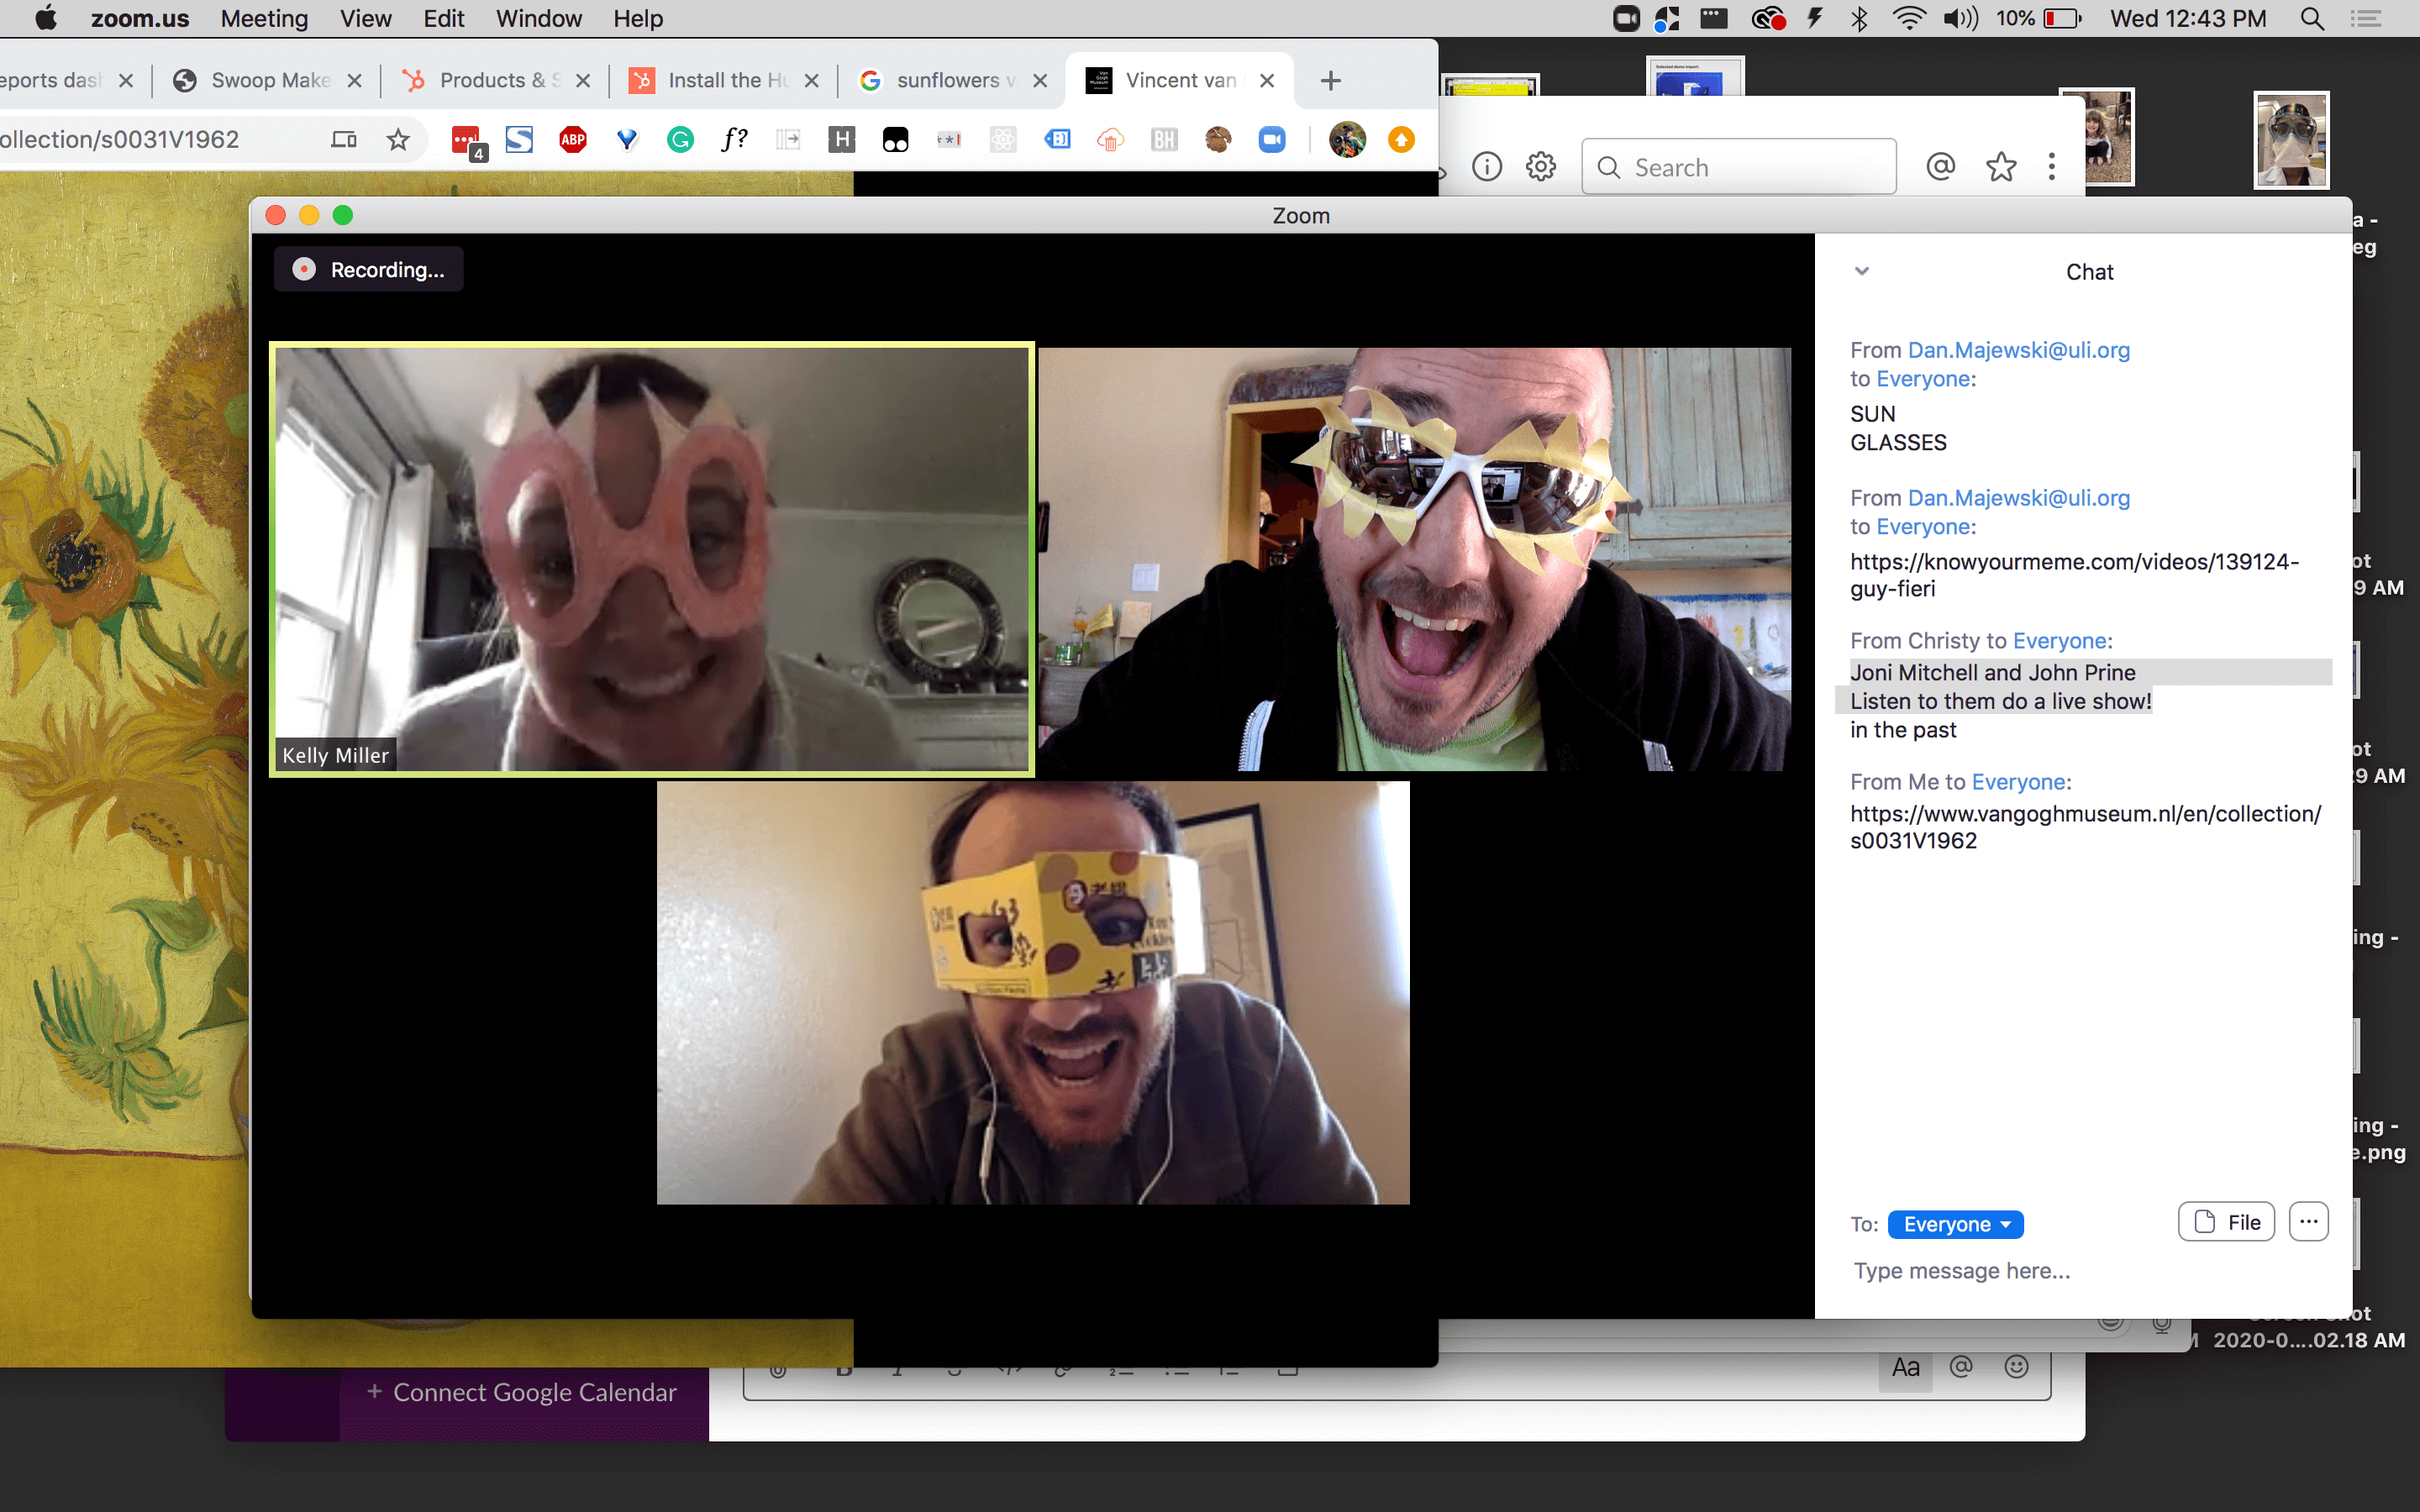 zoom.us Meeting View Edit Window Help 10% Wed 12:43 PM
eports das Swoop Make Products & S Install the Hu sunflowers v Vincent van
ollection/s0031V1962
4 ABP f? H BH
Search
Zoom
Recording...
Kelly Miller
Chat
From Dan.Majewski@uli.org
to Everyone:
SUN
GLASSES
From Dan.Majewski@uli.org
to Everyone:
https://knowyourmeme.com/videos/139124-
guy-fieri
From Christy to Everyone:
Joni Mitchell and John Prine
Listen to them do a live show!
in the past
From Me to Everyone:
https://www.vangoghmuseum.nl/en/collection/
s0031V1962
To: Everyone File
Type message here...
a -
eg
ot
9 AM
ot
9 AM
ing -
ing -
e.png
ot
2020-0....02.18 AM
+ Connect Google Calendar
Aa